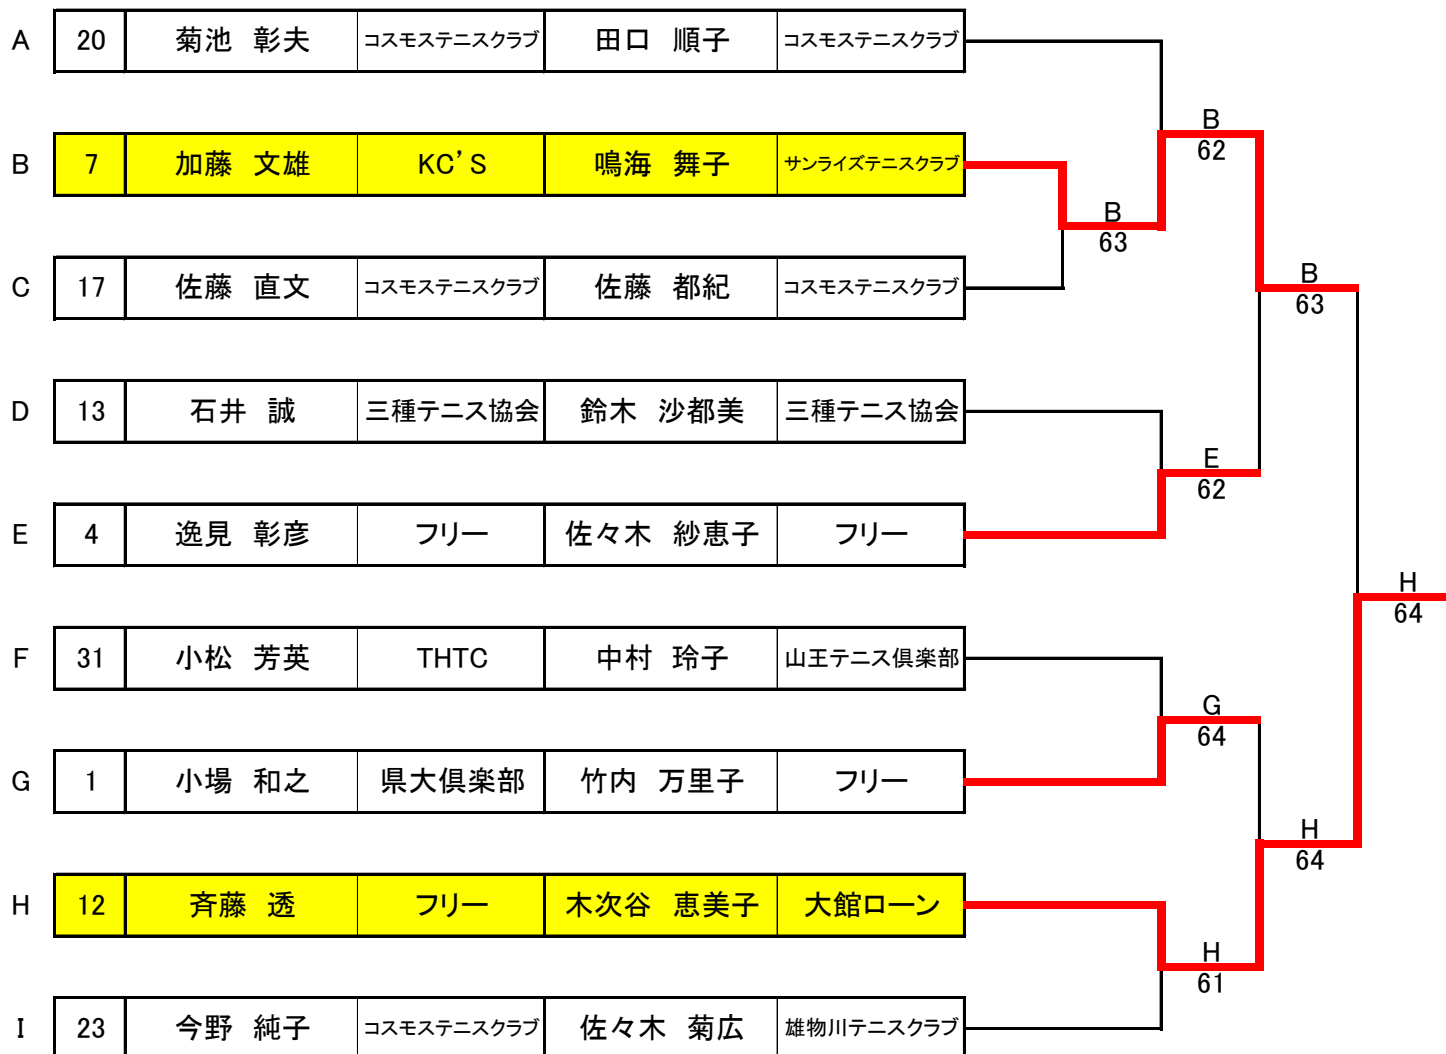 A 20 菊池 彰夫 コスモステニスクラブ 田口 順子 コスモステニスクラブ
B
62
B 7 加藤 文雄 KC'S 鳴海 舞子 サンライズテニスクラブ
B
63
C 17 佐藤 直文 コスモステニスクラブ 佐藤 都紀 コスモステニスクラブ
B
63
D 13 石井 誠 三種テニス協会 鈴木 沙都美 三種テニス協会
E
62
E 4 逸見 彰彦 フリー 佐々木 紗恵子 フリー
H
64
F 31 小松 芳英 THTC 中村 玲子 山王テニス倶楽部
G
64
G 1 小場 和之 県大倶楽部 竹内 万里子 フリー
H
64
H 12 斉藤 透 フリー 木次谷 恵美子 大館ローン
H
61
I 23 今野 純子 コスモステニスクラブ 佐々木 菊広 雄物川テニスクラブ